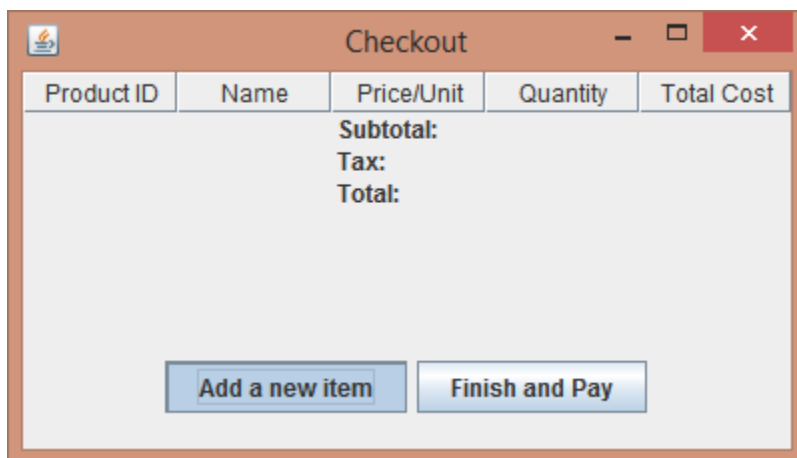 Checkout
Product ID Name Price/Unit Quantity Total Cost
Subtotal:
Tax:
Total:
Add a new item Finish and Pay